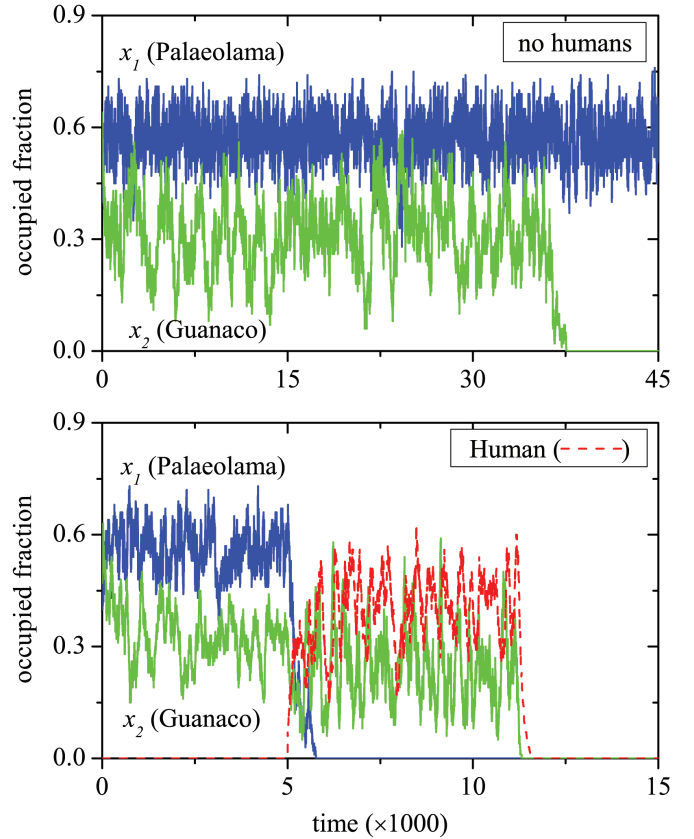 0.9
x1 (Palaeolama)
no humans
0.6
occupied fraction
0.3
x2 (Guanaco)
0.0
0 15 30 45
0.9
x1 (Palaeolama)
Human (-----)
0.6
occupied fraction
0.3
x2 (Guanaco)
0.0
0 5 10 15
time (×1000)